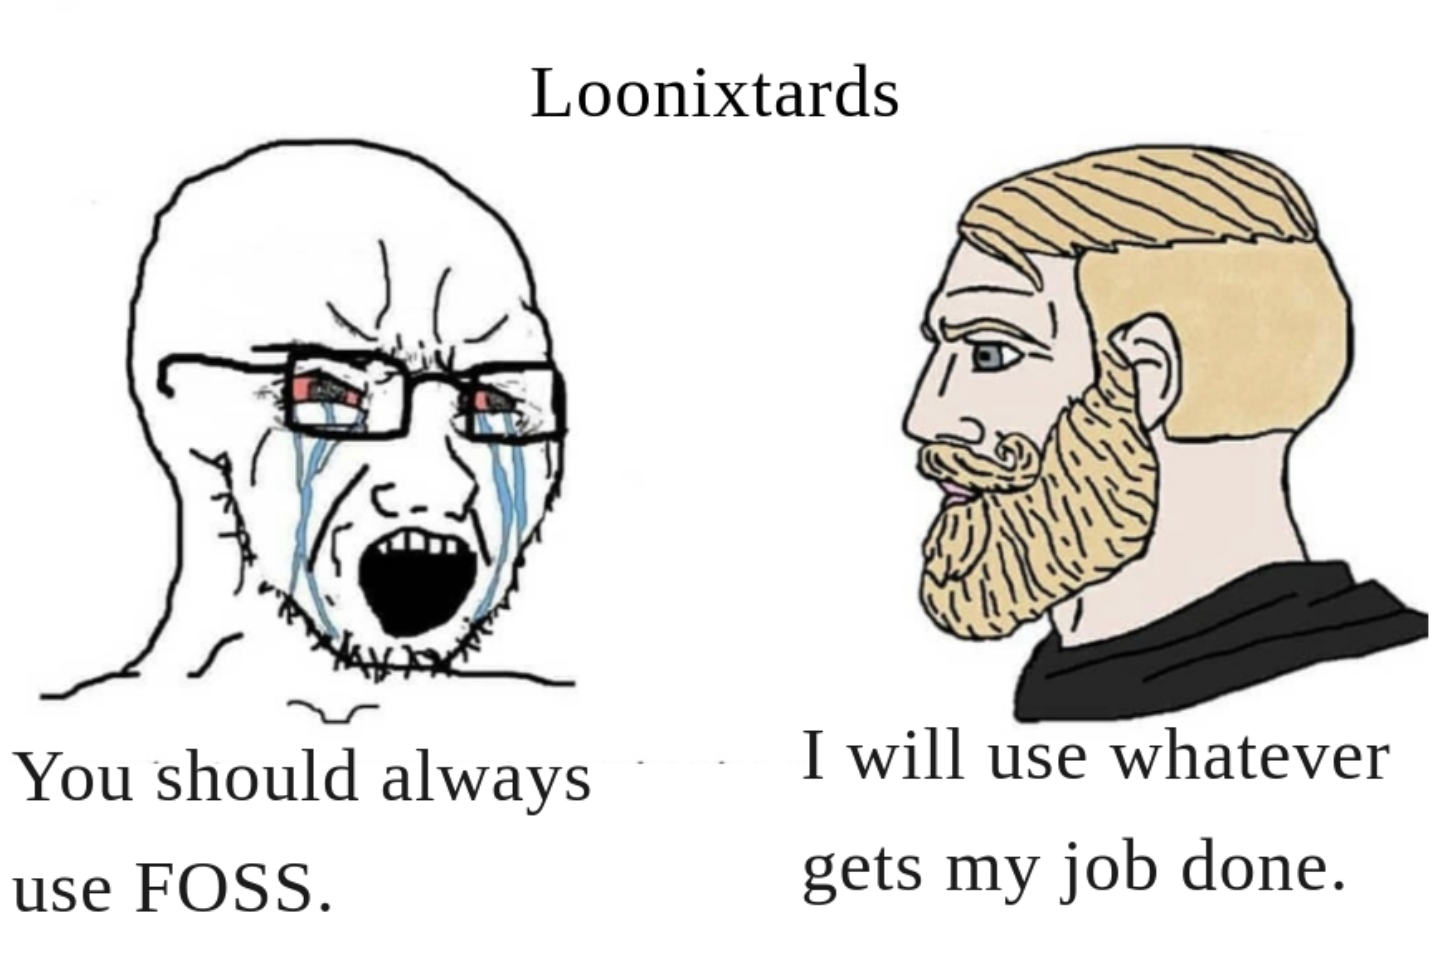 Loonixtards
You should always
use FOSS.
I will use whatever
gets my job done.